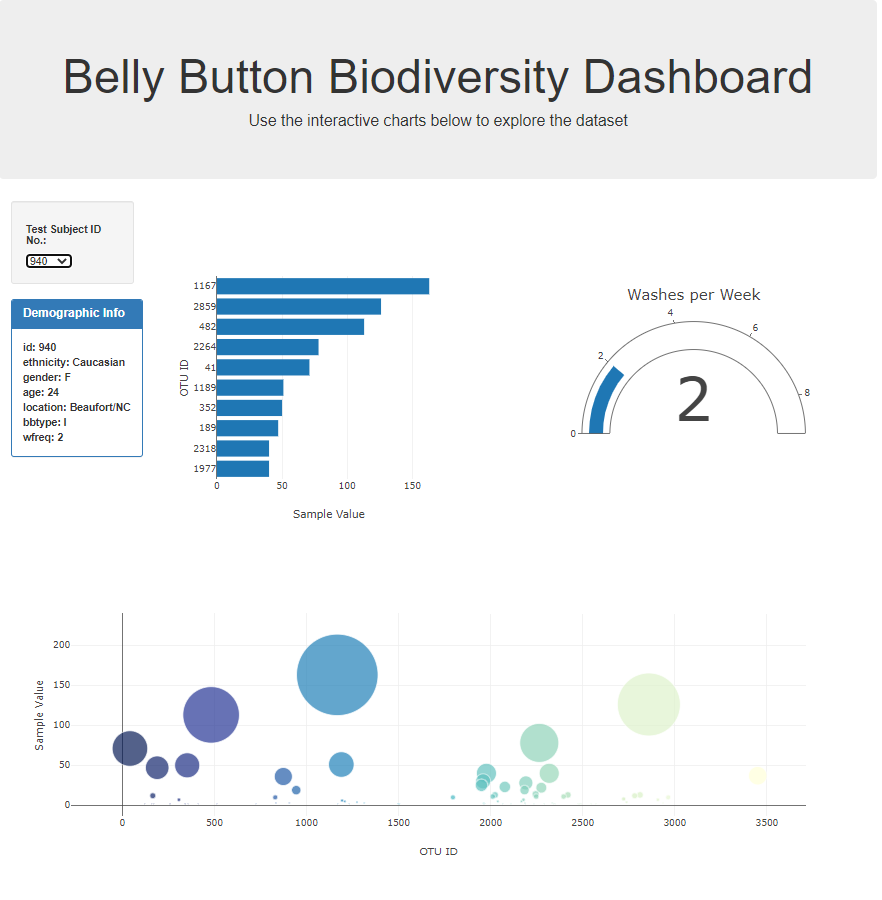 Belly Button Biodiversity Dashboard
Use the interactive charts below to explore the dataset
Test Subject ID
No.:
940
Demographic Info
id: 940
ethnicity: Caucasian
gender: F
age: 24
location: Beaufort/NC
bbtype: I
wfreq: 2
OTU ID
1167
2859
482
2264
41
1189
352
189
2318
1977
0 50 100 150
Sample Value
Washes per Week
0 2 4 6 8
2
Sample Value
200
150
100
50
0
0 500 1000 1500 2000 2500 3000 3500
OTU ID